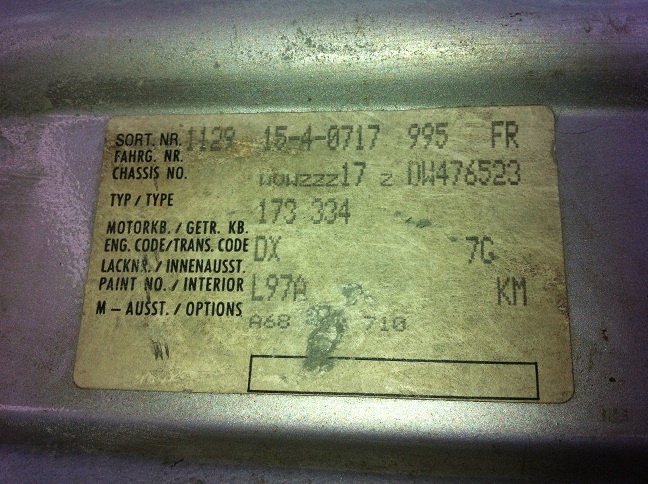 SORT. NR. 1129 15-4-0717 995 FR
FAHRG. NR.
CHASSIS NO. WVWZZZ17 Z DW476523
TYP / TYPE 173 334
MOTORKB. / GETR. KB.
ENG. CODE/TRANS. CODE DX 7G
LACKNR. / INNENAUSST.
PAINT NO. / INTERIOR L97A KM
M – AUSST. / OPTIONS
A68 710